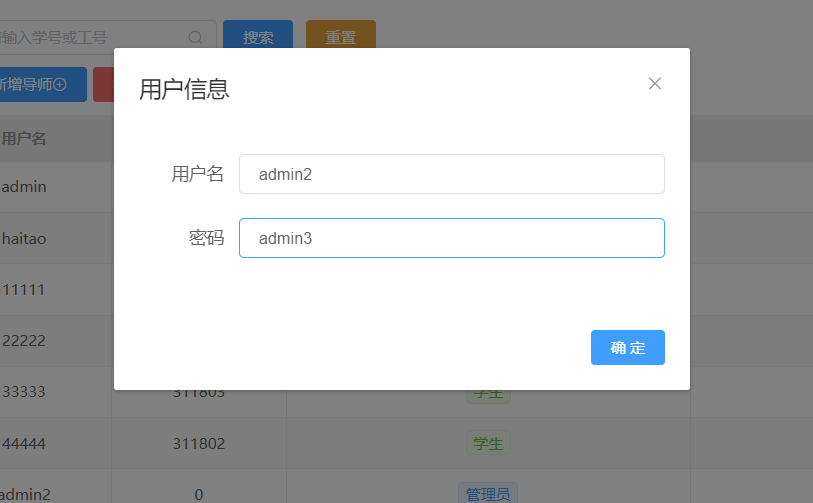 输入学号或工号 搜索 重置
新增导师
用户名
admin
haitao
11111
22222
33333 311803 学生
44444 311802 学生
admin2 0 管理员
用户信息
用户名 admin2
密码 admin3
确 定